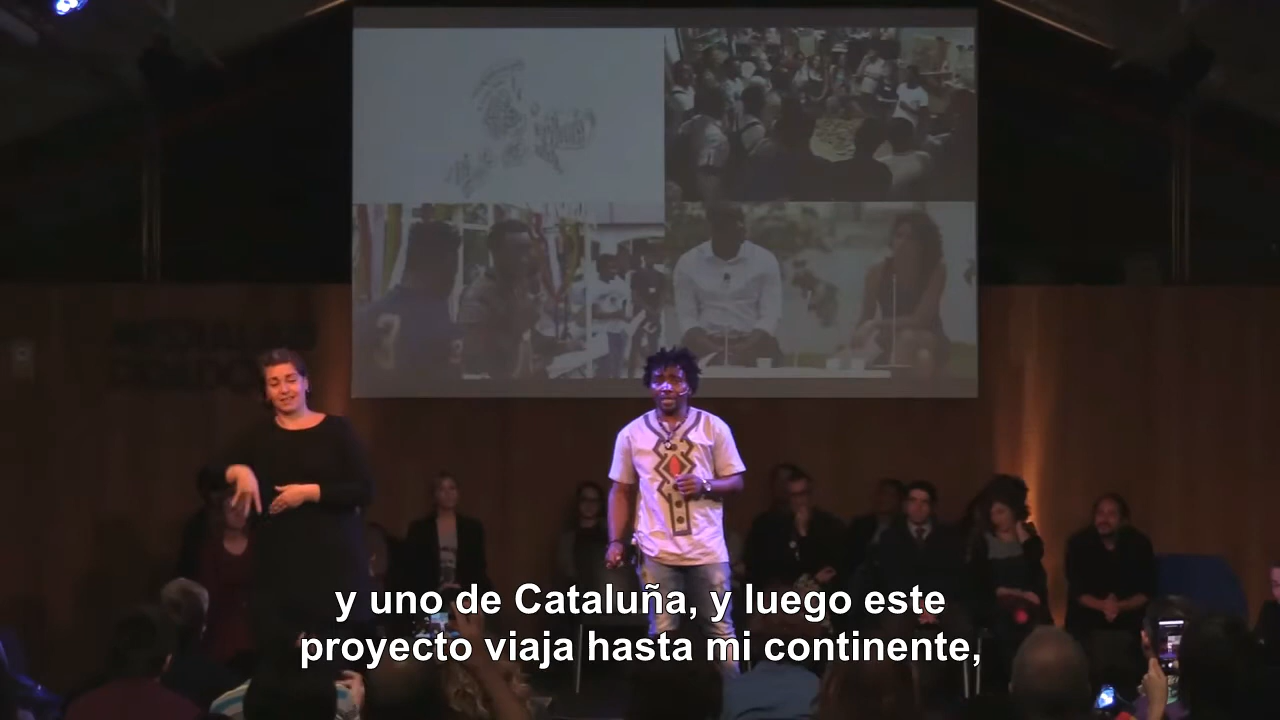 y uno de Cataluña, y luego este
proyecto viaja hasta mi continente,